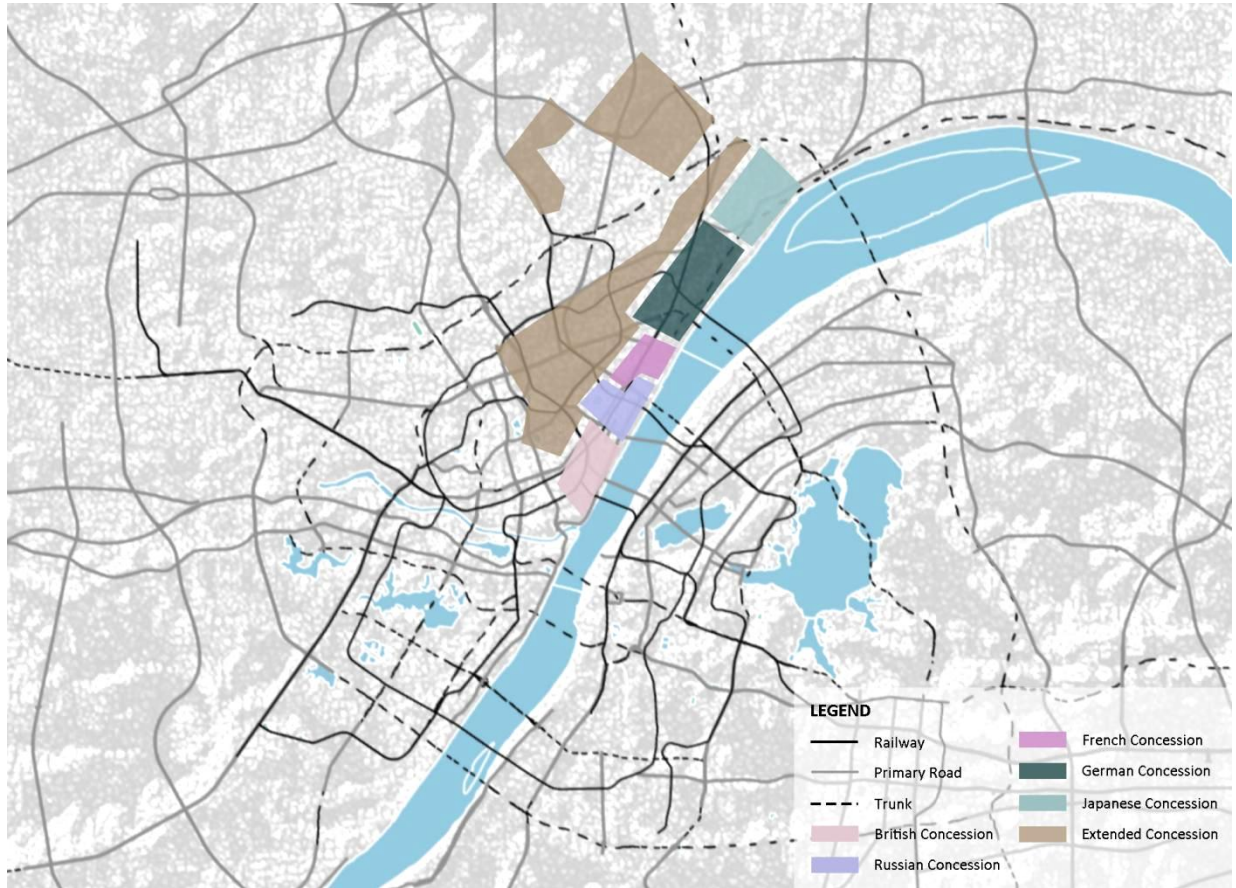 LEGEND
Railway
Primary Road
Trunk
British Concession
Russian Concession
French Concession
German Concession
Japanese Concession
Extended Concession